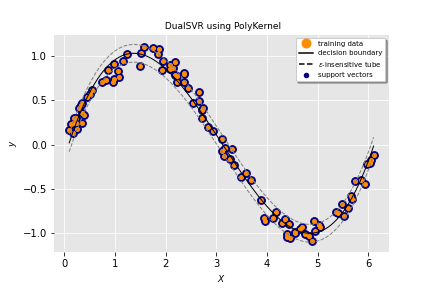 DualSVR using PolyKernel
training data
decision boundary
ε-insensitive tube
support vectors
1.0
0.5
0.0
−0.5
−1.0
y
0 1 2 3 4 5 6
X